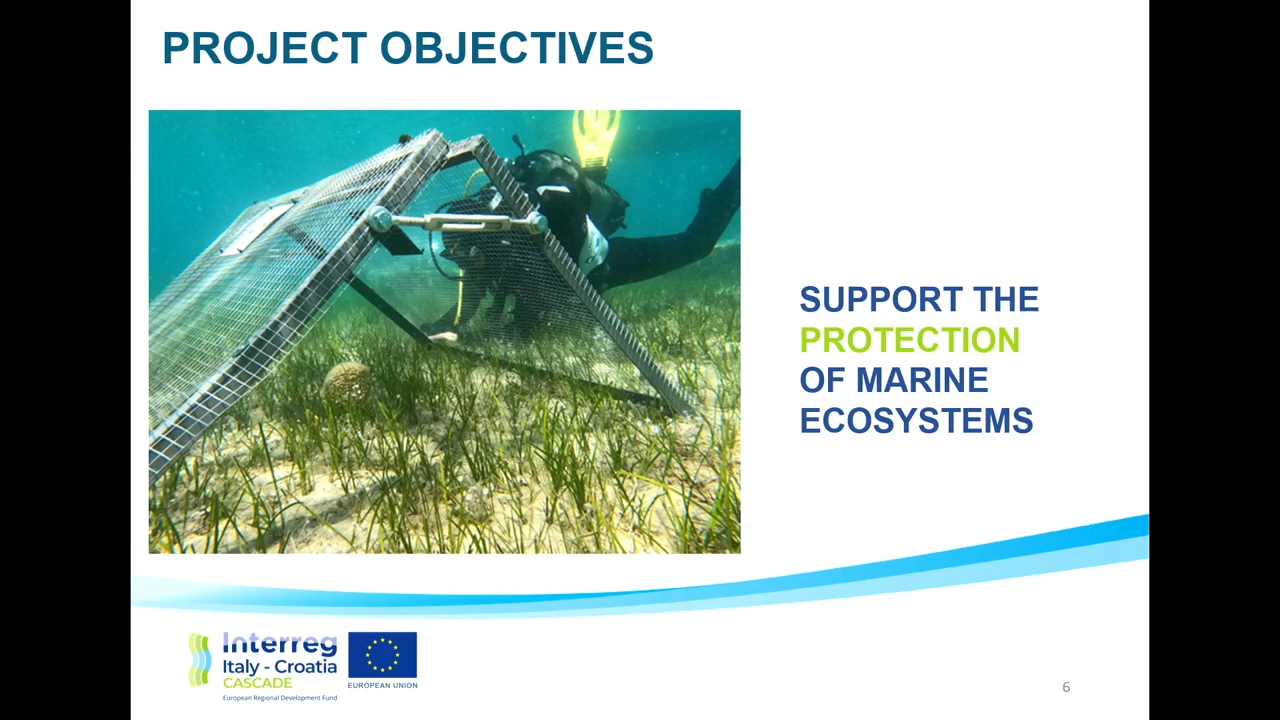 PROJECT OBJECTIVES
SUPPORT THE
PROTECTION
OF MARINE
ECOSYSTEMS
Interreg
Italy - Croatia
CASCADE
European Regional Development Fund
EUROPEAN UNION
6